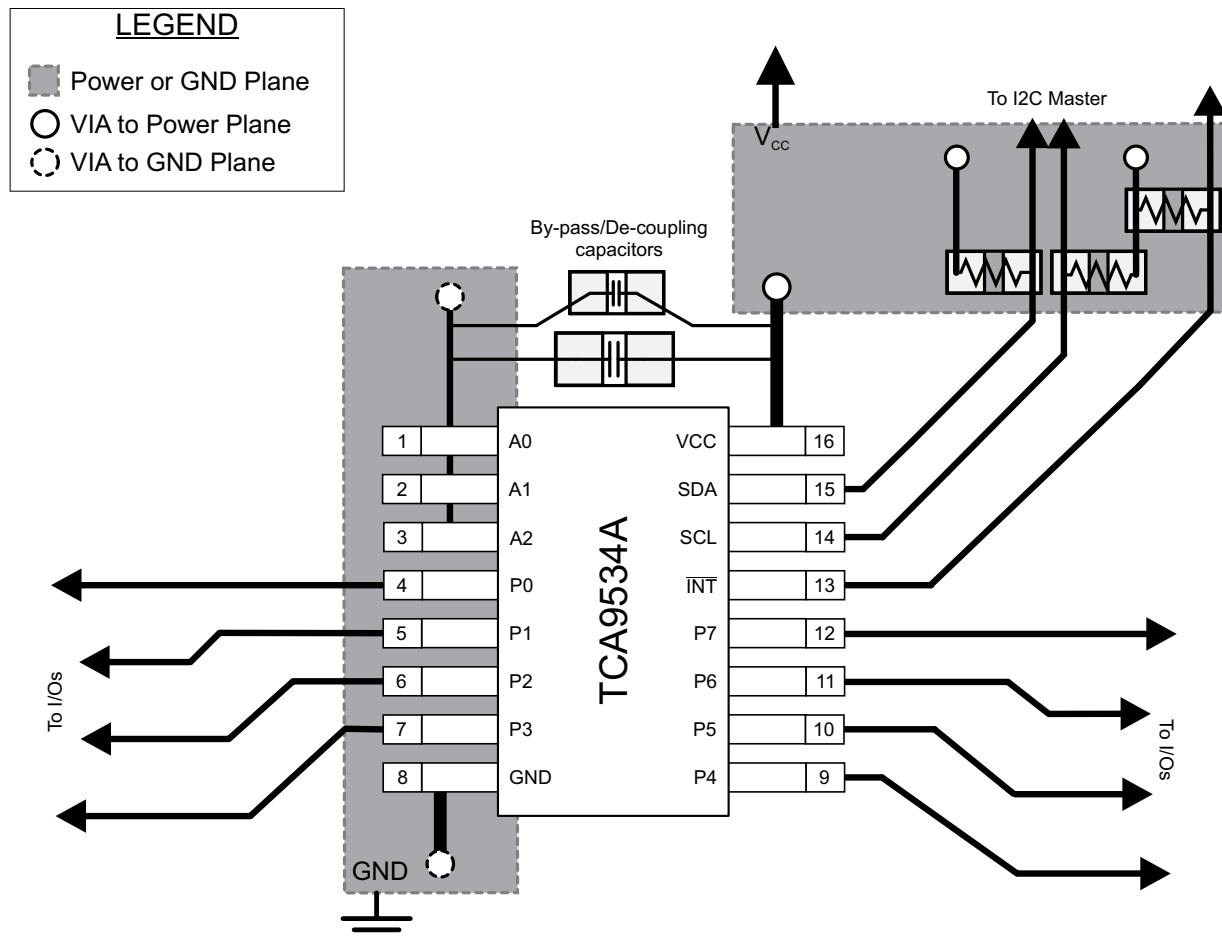 LEGEND
Power or GND Plane
VIA to Power Plane
VIA to GND Plane
By-pass/De-coupling
capacitors
VCC
To I2C Master
1 A0
2 A1
3 A2
4 P0
5 P1
6 P2
7 P3
8 GND
TCA9534A
VCC 16
SDA 15
SCL 14
INT 13
P7 12
P6 11
P5 10
P4 9
To I/Os
To I/Os
GND